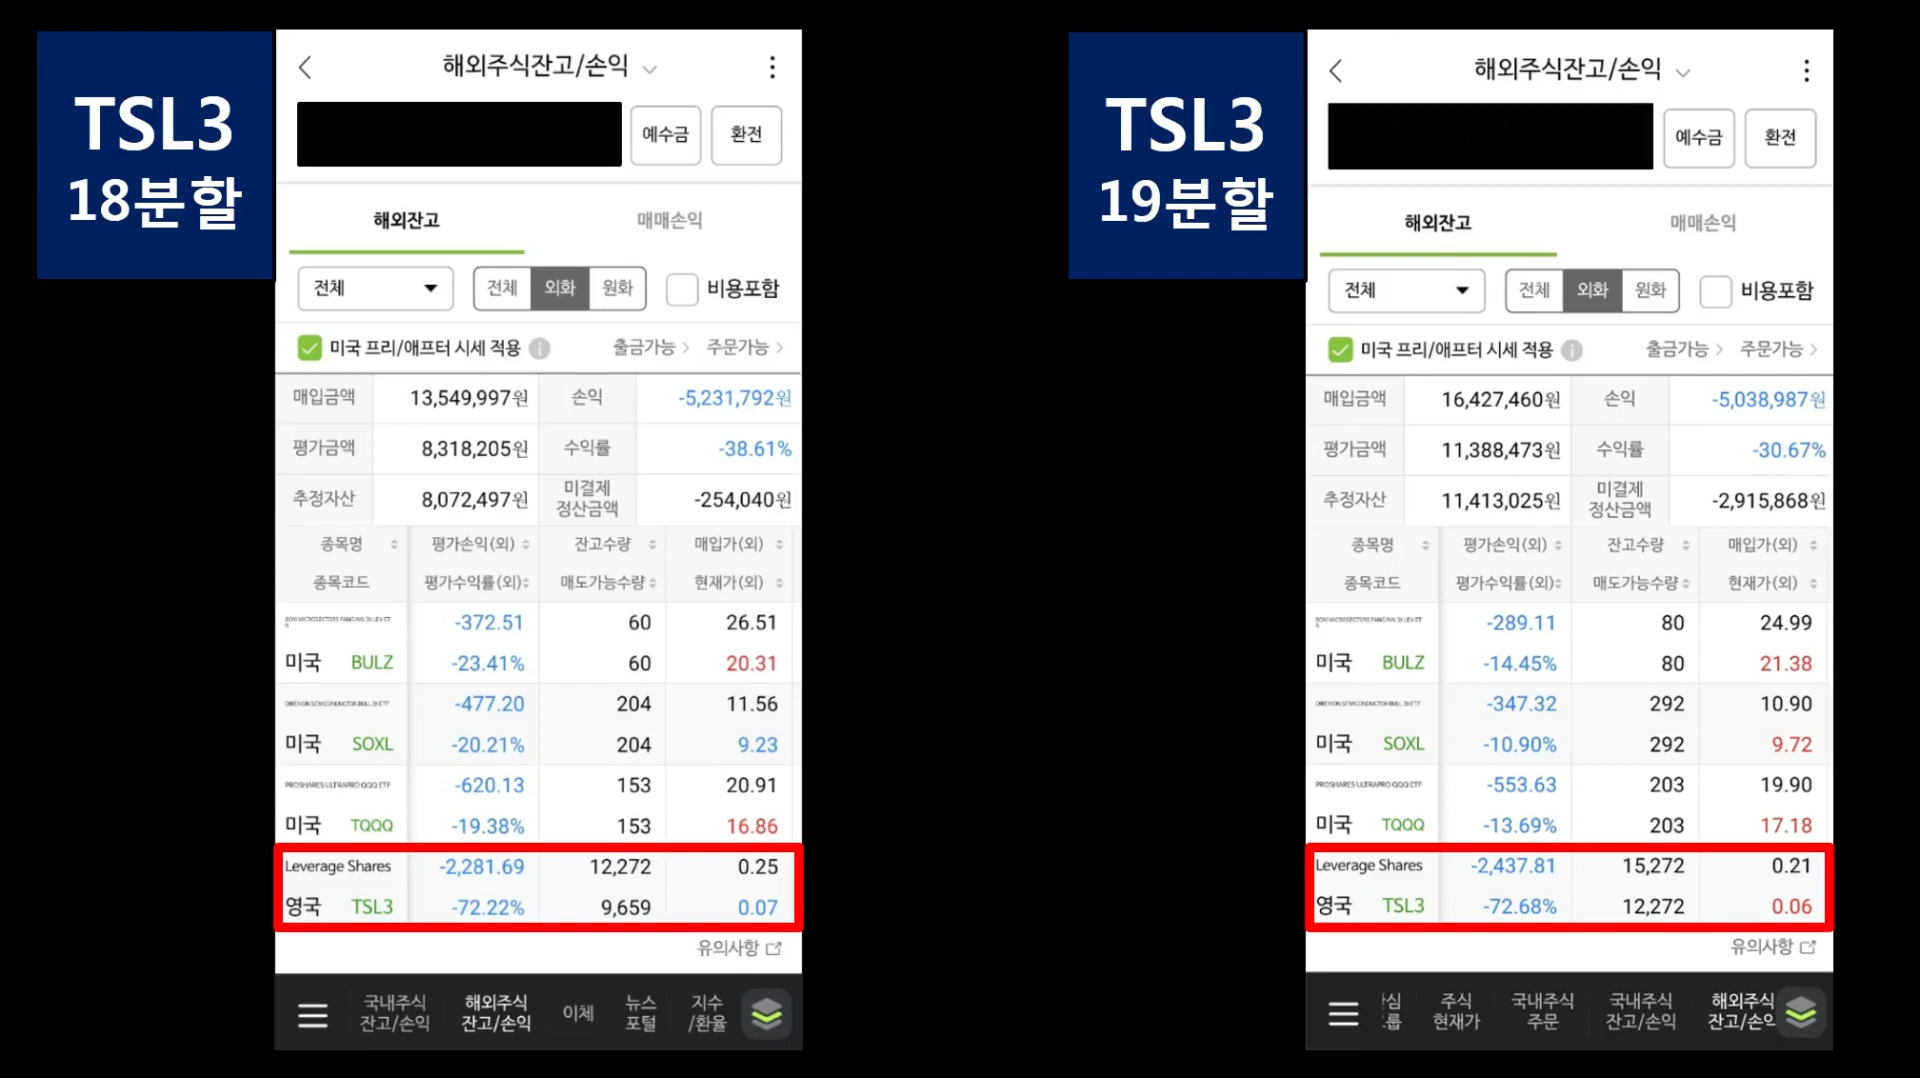 TSL3
18분할
해외주식잔고/손익
예수금 환전
해외잔고 매매손익
전체 전체 외화 원화 비용포함
미국 프리/애프터 시세 적용 출금가능 주문가능
매입금액 13,549,997원 손익 -5,231,792원
평가금액 8,318,205원 수익률 -38.61%
추정자산 8,072,497원 미결제 정산금액 -254,040원
종목명 평가손익(외) 잔고수량 매입가(외)
종목코드 평가수익률(외) 매도가능수량 현재가(외)
-372.51 60 26.51
미국 BULZ -23.41% 60 20.31
DIREXION SEMICONDUCTOR BULL 3X ETF -477.20 204 11.56
미국 SOXL -20.21% 204 9.23
PROSHARES ULTRAPRO QQQ ETF -620.13 153 20.91
미국 TQQQ -19.38% 153 16.86
Leverage Shares -2,281.69 12,272 0.25
영국 TSL3 -72.22% 9,659 0.07
유의사항
국내주식 잔고/손익 해외주식 잔고/손익 이체 뉴스 포털 지수 /환율
TSL3
19분할
해외주식잔고/손익
예수금 환전
해외잔고 매매손익
전체 전체 외화 원화 비용포함
미국 프리/애프터 시세 적용 출금가능 주문가능
매입금액 16,427,460원 손익 -5,038,987원
평가금액 11,388,473원 수익률 -30.67%
추정자산 11,413,025원 미결제 정산금액 -2,915,868원
종목명 평가손익(외) 잔고수량 매입가(외)
종목코드 평가수익률(외) 매도가능수량 현재가(외)
-289.11 80 24.99
미국 BULZ -14.45% 80 21.38
DIREXION SEMICONDUCTOR BULL 3X ETF -347.32 292 10.90
미국 SOXL -10.90% 292 9.72
PROSHARES ULTRAPRO QQQ ETF -553.63 203 19.90
미국 TQQQ -13.69% 203 17.18
Leverage Shares -2,437.81 15,272 0.21
영국 TSL3 -72.68% 12,272 0.06
유의사항
주식 현재가 국내주식 주문 국내주식 잔고/손익 해외주식 잔고/손익